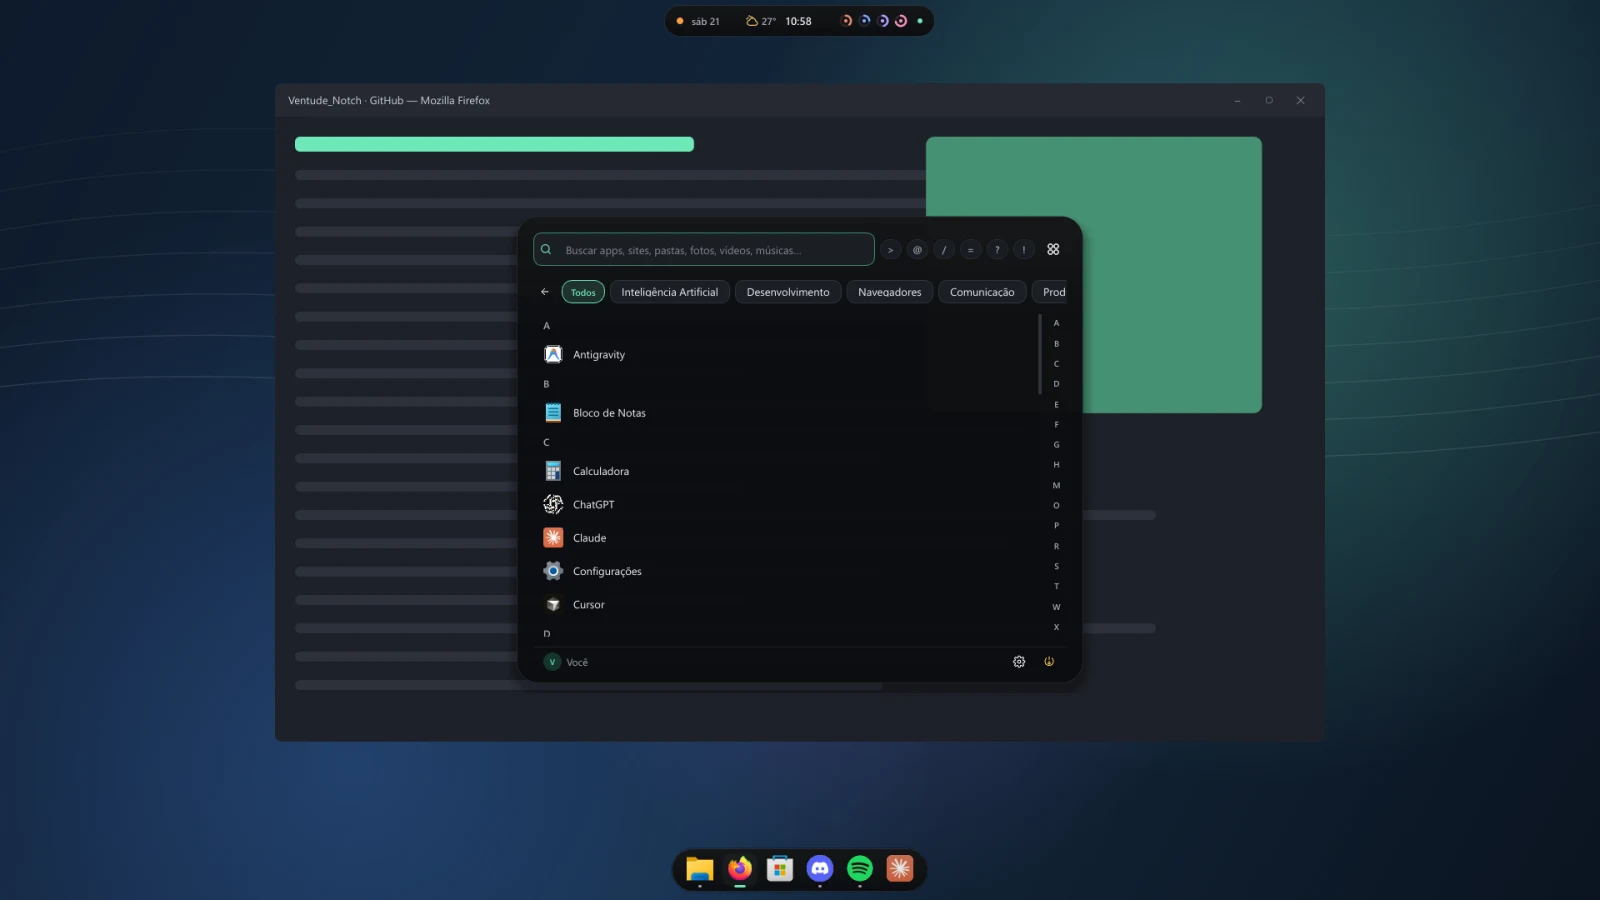 sáb 21 27° 10:58
Ventude_Notch · GitHub — Mozilla Firefox
Buscar apps, sites, pastas, fotos, vídeos, músicas... > @ / = ? !
Todos Inteligência Artificial Desenvolvimento Navegadores Comunicação Prod
A
Antigravity
B
Bloco de Notas
C
Calculadora
ChatGPT
Claude
Configurações
Cursor
D
A
B
C
D
E
F
G
H
M
O
P
R
S
T
W
X
V Você